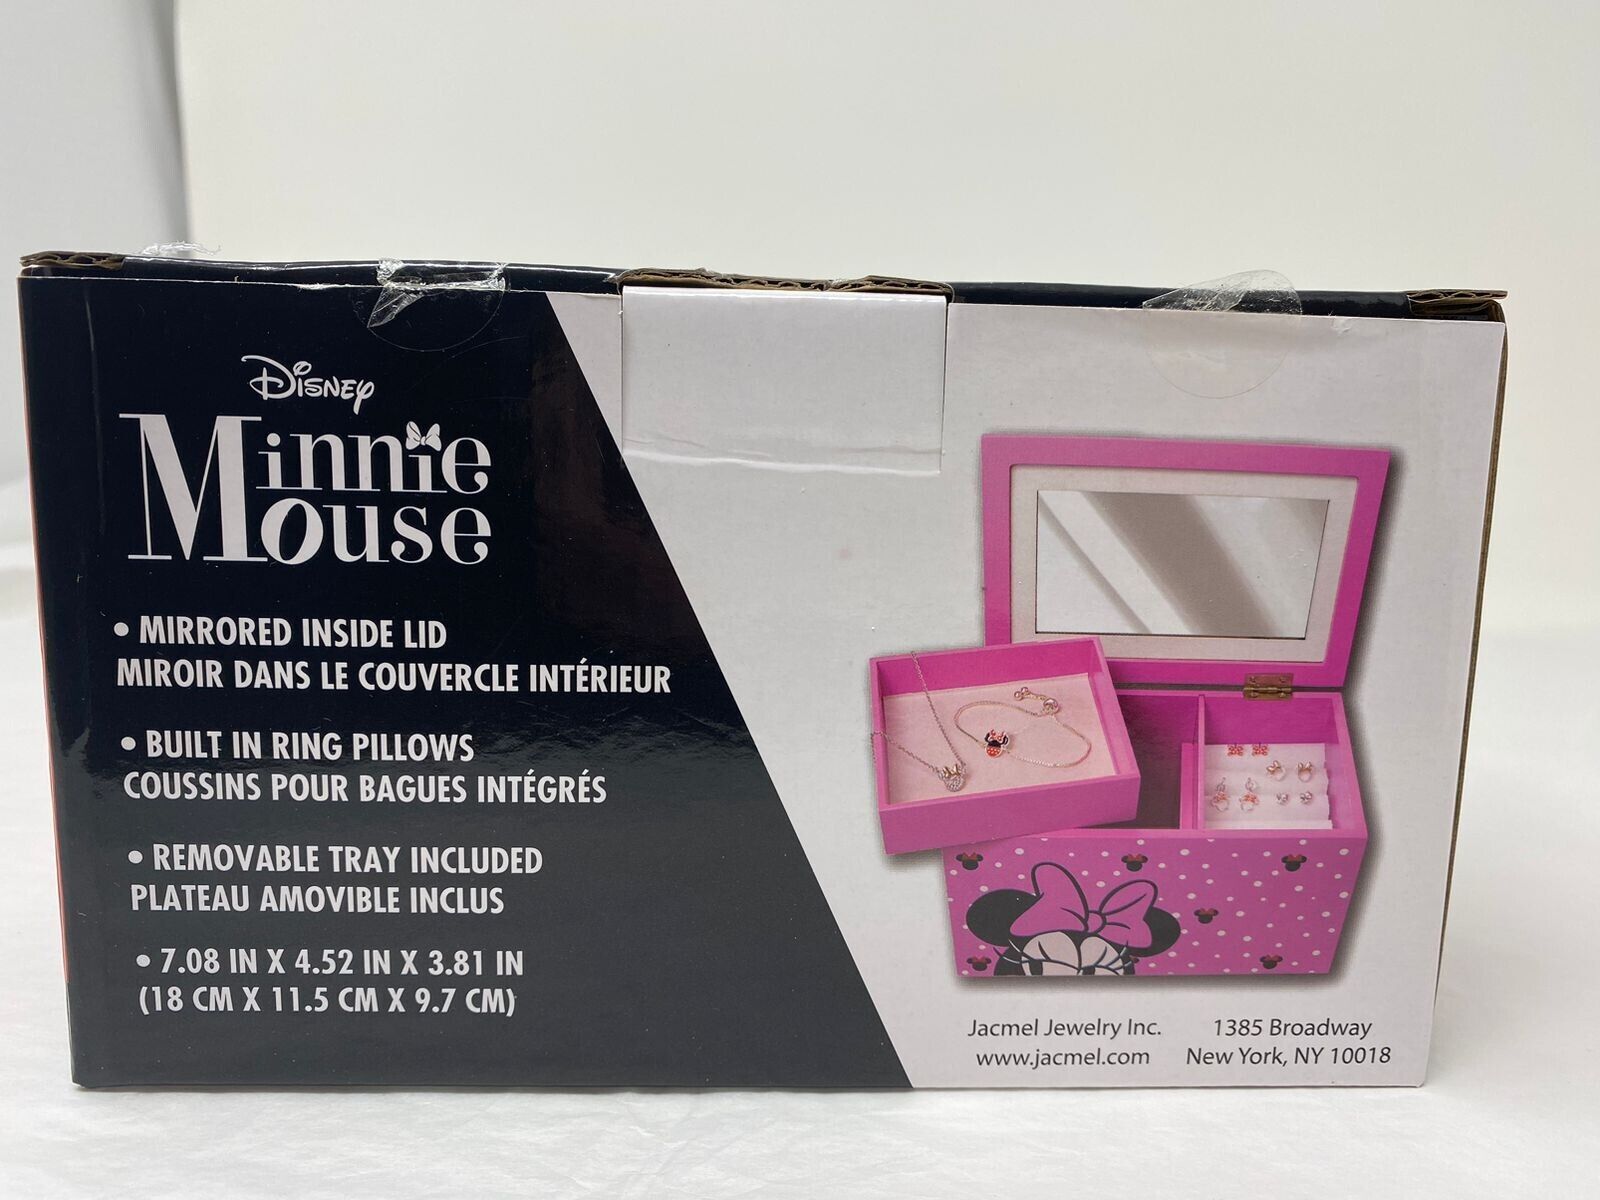 Disney
Minnie
Mouse
• MIRRORED INSIDE LID
MIROIR DANS LE COUVERCLE INTÉRIEUR
• BUILT IN RING PILLOWS
COUSSINS POUR BAGUES INTÉGRÉS
• REMOVABLE TRAY INCLUDED
PLATEAU AMOVIBLE INCLUS
• 7.08 IN X 4.52 IN X 3.81 IN
(18 CM X 11.5 CM X 9.7 CM)
Jacmel Jewelry Inc.
www.jacmel.com
1385 Broadway
New York, NY 10018